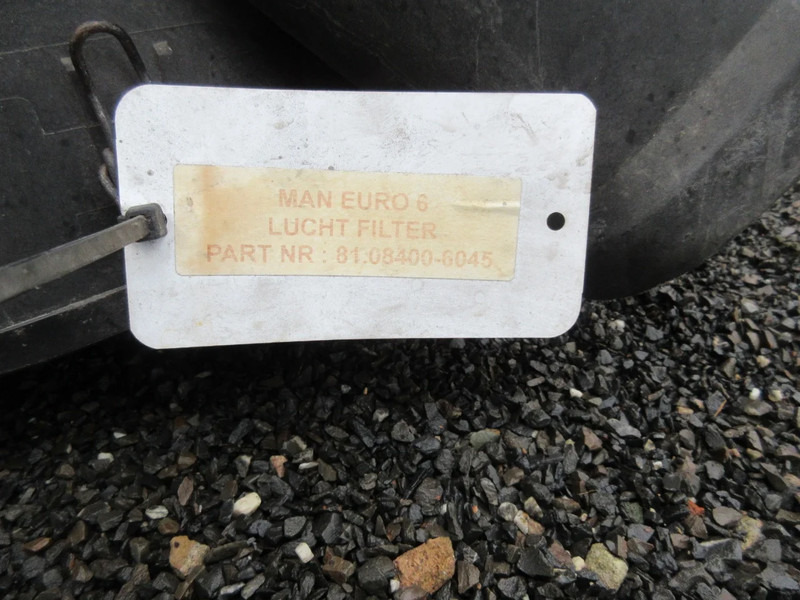 MAN EURO 6
LUCHT FILTER
PART NR : 81.08400-6045